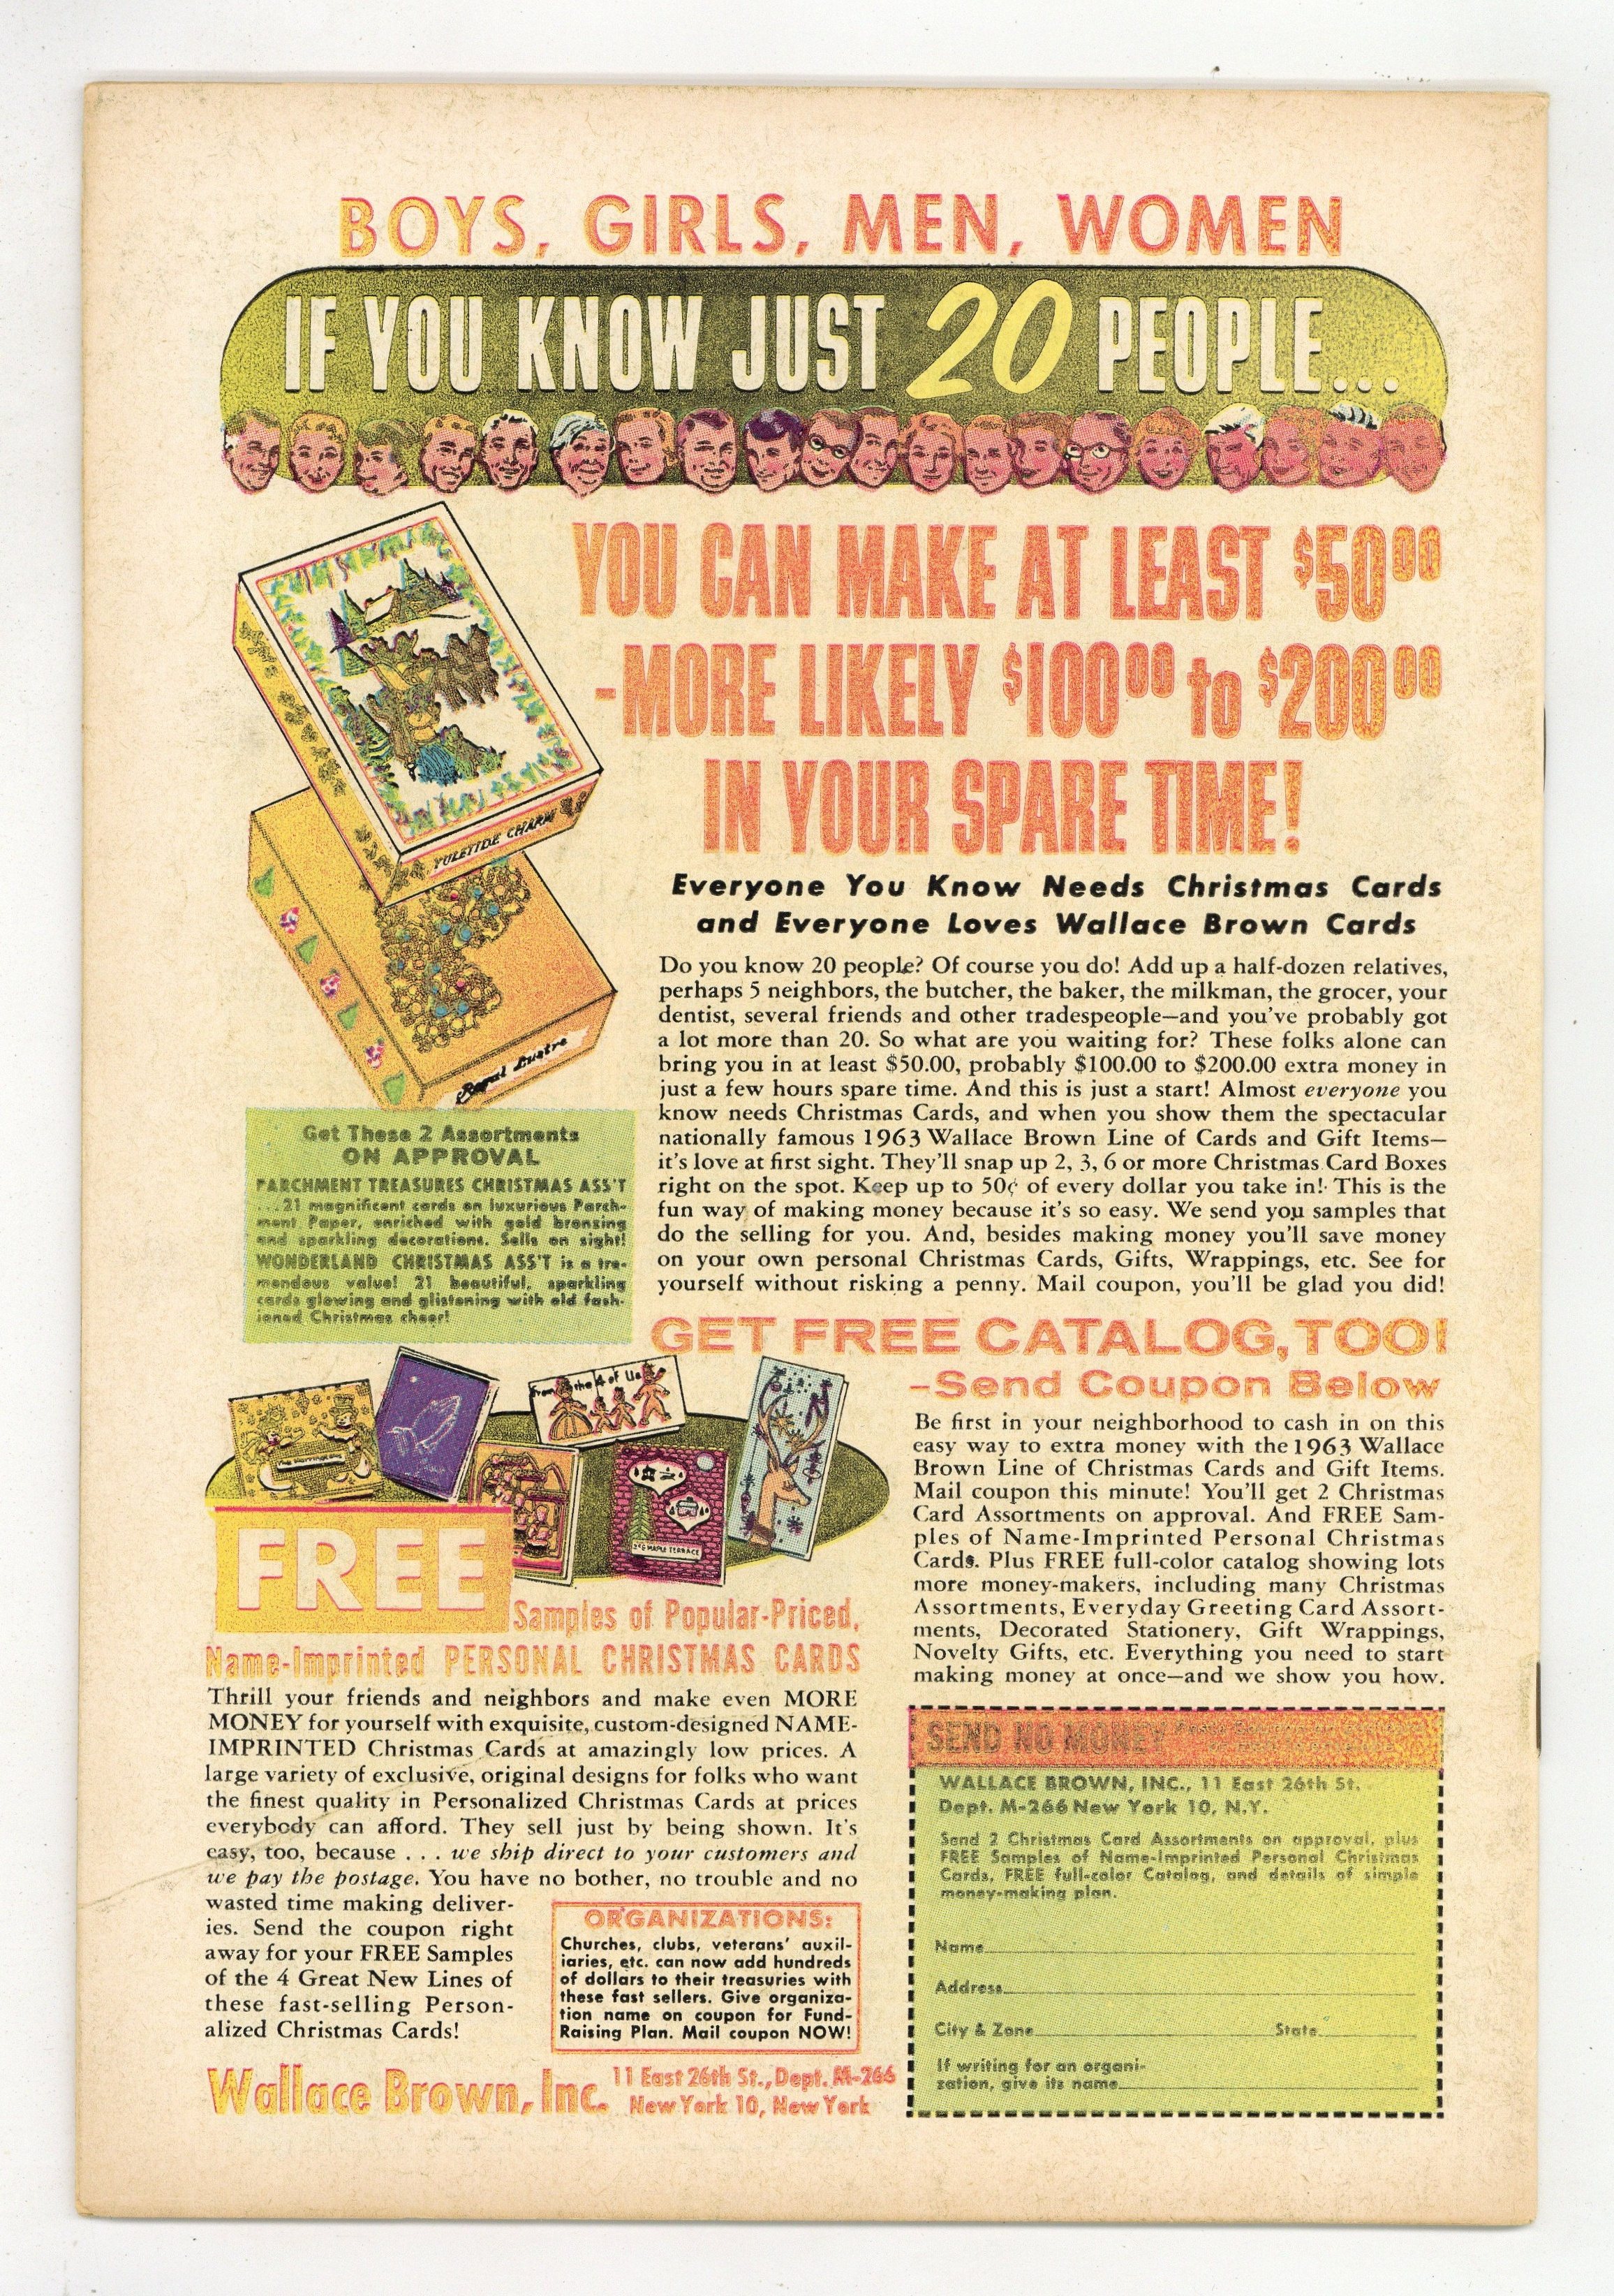 BOYS, GIRLS, MEN, WOMEN
IF YOU KNOW JUST 20 PEOPLE...
YOU CAN MAKE AT LEAST $50.00
-MORE LIKELY $100.00 to $200.00
IN YOUR SPARE TIME!
YULETIDE CHARM
Royal Lustre
Everyone You Know Needs Christmas Cards
and Everyone Loves Wallace Brown Cards
Do you know 20 people? Of course you do! Add up a half-dozen relatives,
perhaps 5 neighbors, the butcher, the baker, the milkman, the grocer, your
dentist, several friends and other tradespeople—and you've probably got
a lot more than 20. So what are you waiting for? These folks alone can
bring you in at least $50.00, probably $100.00 to $200.00 extra money in
just a few hours spare time. And this is just a start! Almost everyone you
know needs Christmas Cards, and when you show them the spectacular
nationally famous 1963 Wallace Brown Line of Cards and Gift Items—
it's love at first sight. They'll snap up 2, 3, 6 or more Christmas Card Boxes
right on the spot. Keep up to 50¢ of every dollar you take in! This is the
fun way of making money because it's so easy. We send you samples that
do the selling for you. And, besides making money you'll save money
on your own personal Christmas Cards, Gifts, Wrappings, etc. See for
yourself without risking a penny. Mail coupon, you'll be glad you did!
Get These 2 Assortments
ON APPROVAL
PARCHMENT TREASURES CHRISTMAS ASS'T
...21 magnificent cards on luxurious Parch-
ment Paper, enriched with gold bronzing
and sparkling decorations. Sells on sight!
WONDERLAND CHRISTMAS ASS'T is a tre-
mendous value! 21 beautiful, sparkling
cards glowing and glistening with old fash-
ioned Christmas cheer!
GET FREE CATALOG, TOO!
-Send Coupon Below
Be first in your neighborhood to cash in on this
easy way to extra money with the 1963 Wallace
Brown Line of Christmas Cards and Gift Items.
Mail coupon this minute! You'll get 2 Christmas
Card Assortments on approval. And FREE Sam-
ples of Name-Imprinted Personal Christmas
Cards. Plus FREE full-color catalog showing lots
more money-makers, including many Christmas
Assortments, Everyday Greeting Card Assort-
ments, Decorated Stationery, Gift Wrappings,
Novelty Gifts, etc. Everything you need to start
making money at once—and we show you how.
The Harringtons
From the 4 of Us
246 MAPLE TERRACE
FREE
Samples of Popular-Priced,
Name-Imprinted PERSONAL CHRISTMAS CARDS
Thrill your friends and neighbors and make even MORE
MONEY for yourself with exquisite, custom-designed NAME-
IMPRINTED Christmas Cards at amazingly low prices. A
large variety of exclusive, original designs for folks who want
the finest quality in Personalized Christmas Cards at prices
everybody can afford. They sell just by being shown. It's
easy, too, because . . . we ship direct to your customers and
we pay the postage. You have no bother, no trouble and no
wasted time making deliver-
ies. Send the coupon right
away for your FREE Samples
of the 4 Great New Lines of
these fast-selling Person-
alized Christmas Cards!
ORGANIZATIONS:
Churches, clubs, veterans' auxil-
iaries, etc. can now add hundreds
of dollars to their treasuries with
these fast sellers. Give organiza-
tion name on coupon for Fund-
Raising Plan. Mail coupon NOW!
Wallace Brown, Inc.
11 East 26th St., Dept. M-266
New York 10, New York
SEND NO MONEY
WALLACE BROWN, INC., 11 East 26th St.
Dept. M-266 New York 10, N.Y.
Send 2 Christmas Card Assortments on approval, plus
FREE Samples of Name-Imprinted Personal Christmas
Cards, FREE full-color Catalog, and details of simple
money-making plan.
Name
Address
City & Zone State
If writing for an organi-
zation, give its name